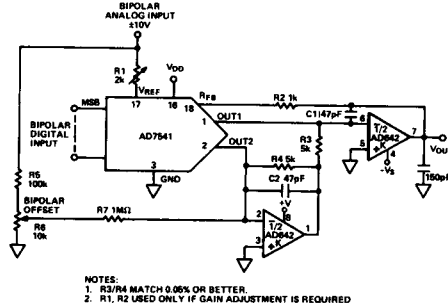 BIPOLAR
ANALOG INPUT
±10V
R1
2k
VREF
VDD
17
16
18
RFB
R2 1k
C1 47pF
MSB
OUT1
1
6
7
1/2
AD642
+K
VOUT
BIPOLAR
DIGITAL
INPUT
AD7541
OUT2
2
R3
5k
5
4
-VS
150pF
3
GND
R4 5k
C2 47pF
+V
8
R5
100k
BIPOLAR
OFFSET
R7 1MΩ
2
1/2
AD642
+K
1
3
R6
10k
NOTES:
1. R3/R4 MATCH 0.05% OR BETTER.
2. R1, R2 USED ONLY IF GAIN ADJUSTMENT IS REQUIRED